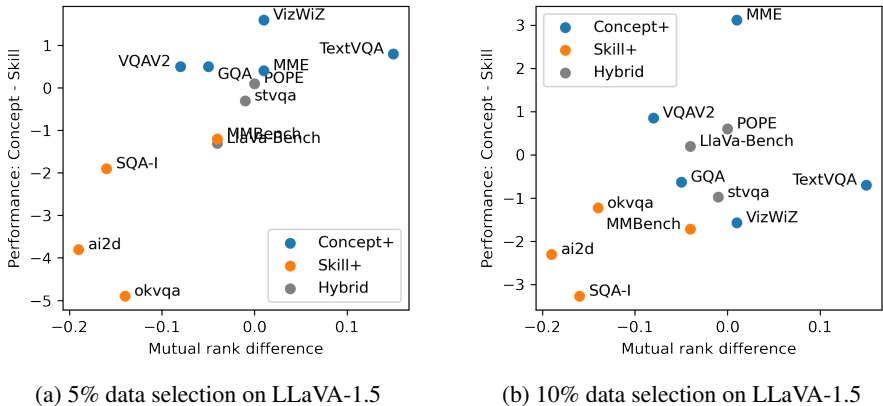 VizWiZ
TextVQA
VQAV2
GQA
MME
POPE
stvqa
MMBench
LlaVa-Bench
SQA-I
ai2d
okvqa
Concept+
Skill+
Hybrid
1
0
−1
−2
−3
−4
−5
−0.2
−0.1
0.0
0.1
Performance: Concept - Skill
Mutual rank difference
(a) 5% data selection on LLaVA-1.5
Concept+
Skill+
Hybrid
MME
VQAV2
POPE
LlaVa-Bench
GQA
TextVQA
stvqa
okvqa
MMBench
VizWiZ
ai2d
SQA-I
3
2
1
0
−1
−2
−3
−0.2
−0.1
0.0
0.1
Performance: Concept - Skill
Mutual rank difference
(b) 10% data selection on LLaVA-1.5